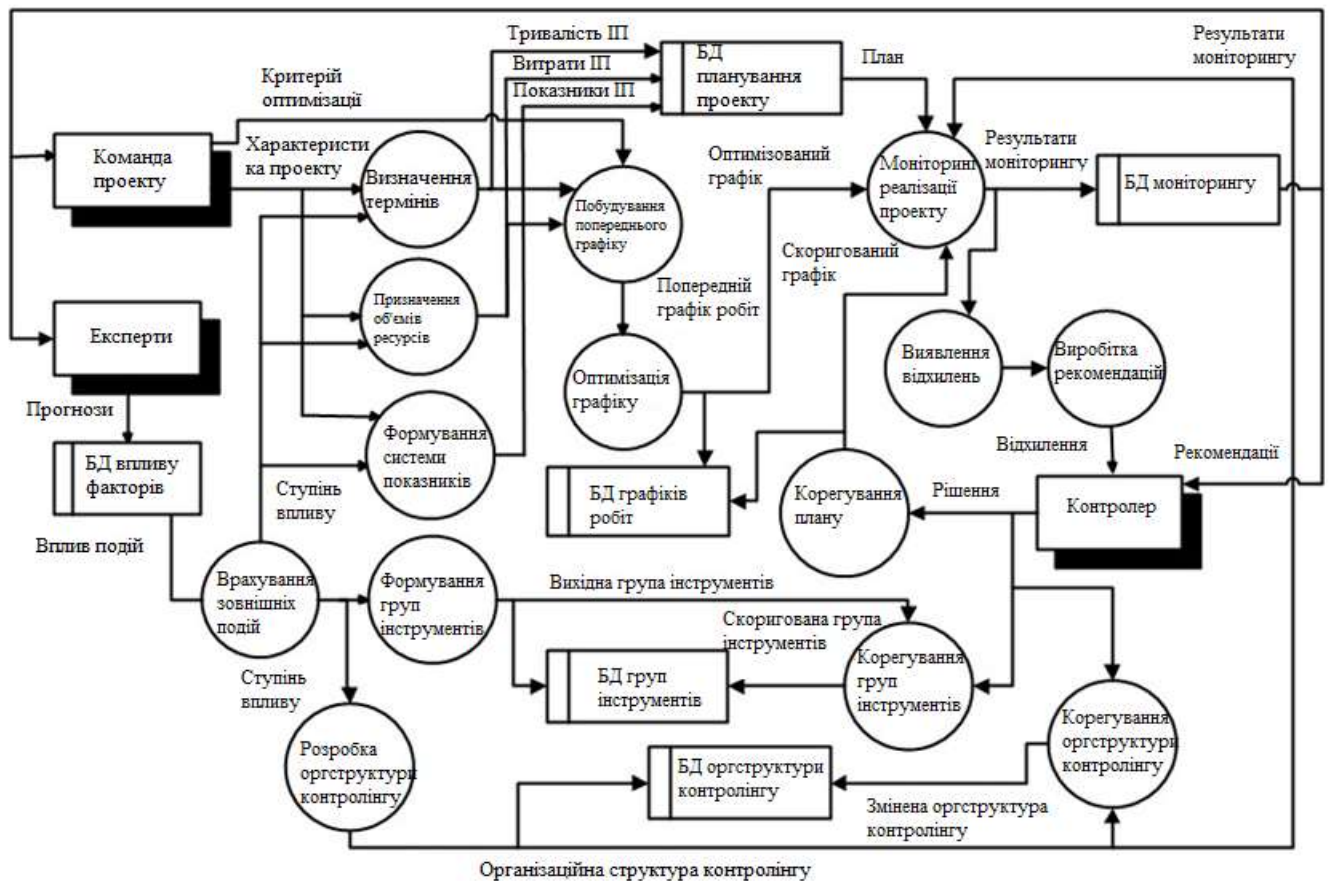 Тривалість ІП
Витрати ІП
Показники ІП
Критерій
оптимізації
БД
планування
проекту
План
Результати
моніторингу
Команда
проекту
Характеристи
ка проекту
Визначення
термінів
Побудування
попереднього
графіку
Оптимізований
графік
Моніторинг
реалізації
проекту
Результати
моніторингу
БД моніторингу
Призначення
об'ємів
ресурсів
Попередній
графік робіт
Скоригований
графік
Експерти
Прогнози
Оптимізація
графіку
Виявлення
відхилень
Виробітка
рекомендацій
БД впливу
факторів
Формування
системи
показників
Відхилення
Рекомендації
Ступінь
впливу
БД графіків
робіт
Корегування
плану
Рішення
Контролер
Вплив подій
Врахування
зовнішніх
подій
Формування
груп
інструментів
Вихідна група інструментів
Скоригована група
інструментів
Ступінь
впливу
БД груп
інструментів
Корегування
груп
інструментів
Розробка
оргструктури
контролінгу
БД оргструктури
контролінгу
Корегування
оргструктури
контролінгу
Змінена оргструктура
контролінгу
Організаційна структура контролінгу